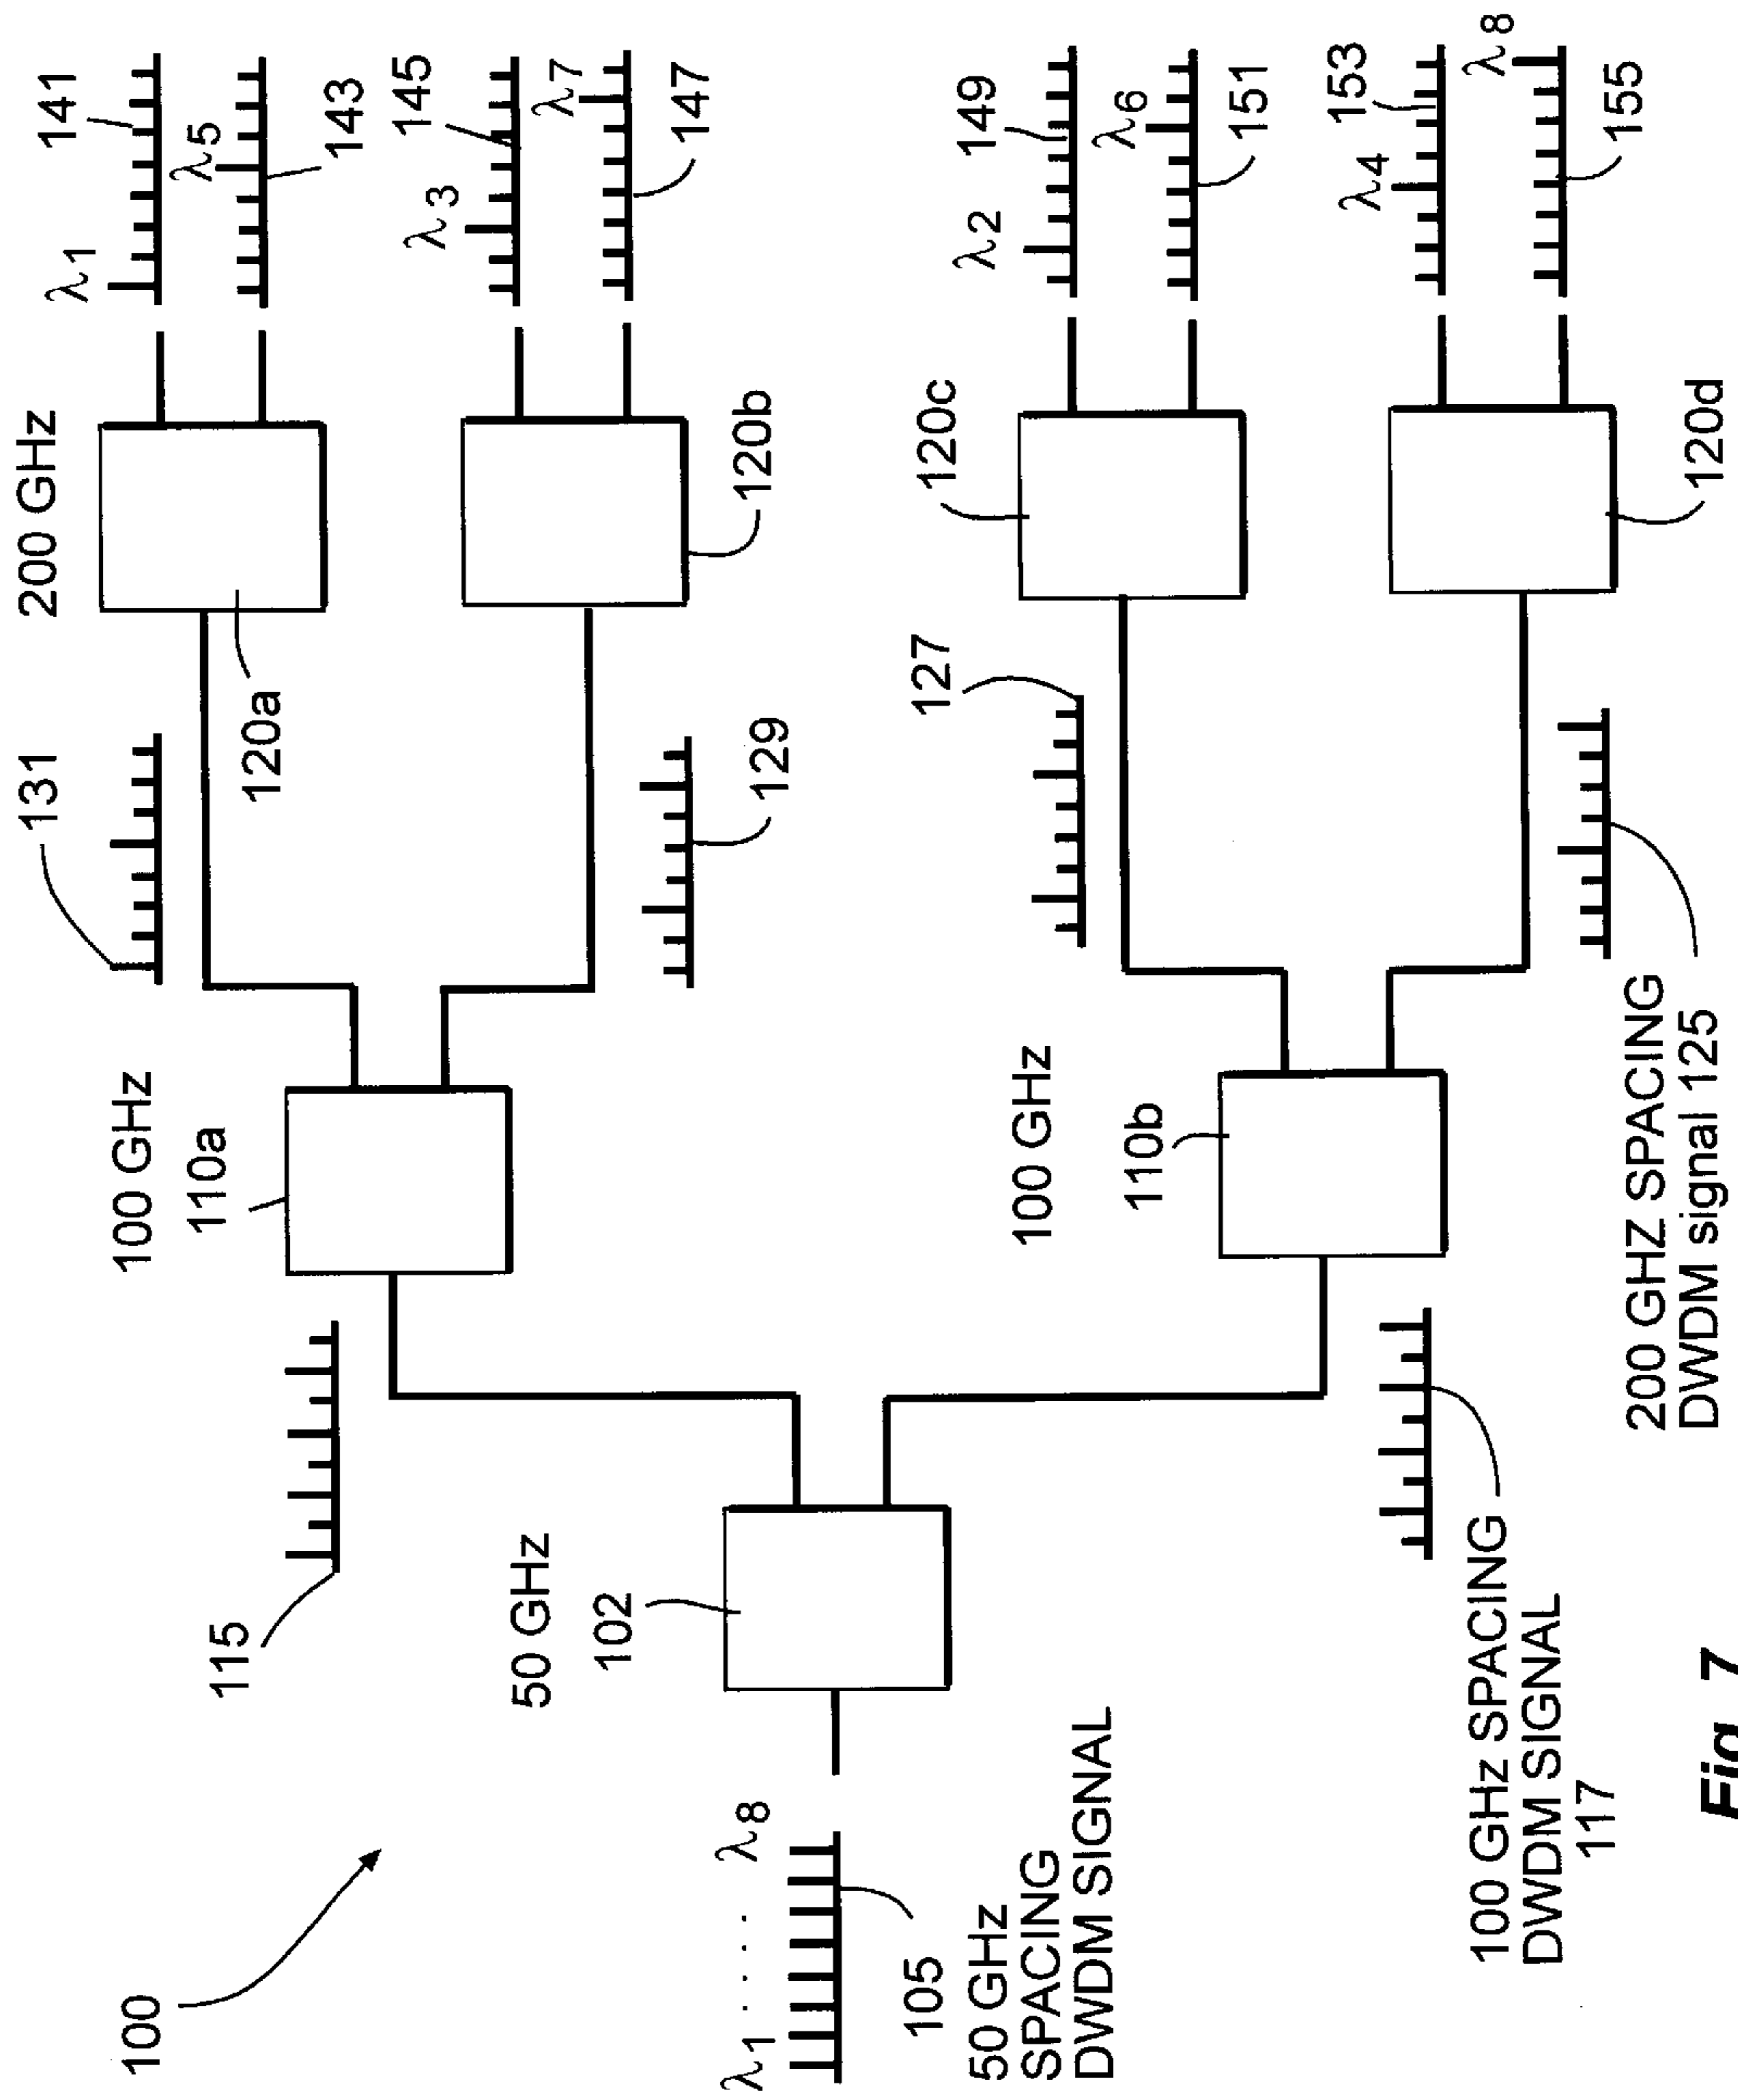 100
λ1 . . . . λ8
105
50 GHz
SPACING
DWDM SIGNAL
50 GHz
102
115
100 GHz SPACING
DWDM SIGNAL
117
100 GHz
110a
100 GHz
110b
131
129
127
200 GHZ SPACING
DWDM signal 125
200 GHz
120a
120b
120c
120d
λ1
141
λ5
143
λ3
145
λ7
147
λ2
149
λ6
151
λ4
153
λ8
155
Fig. 7